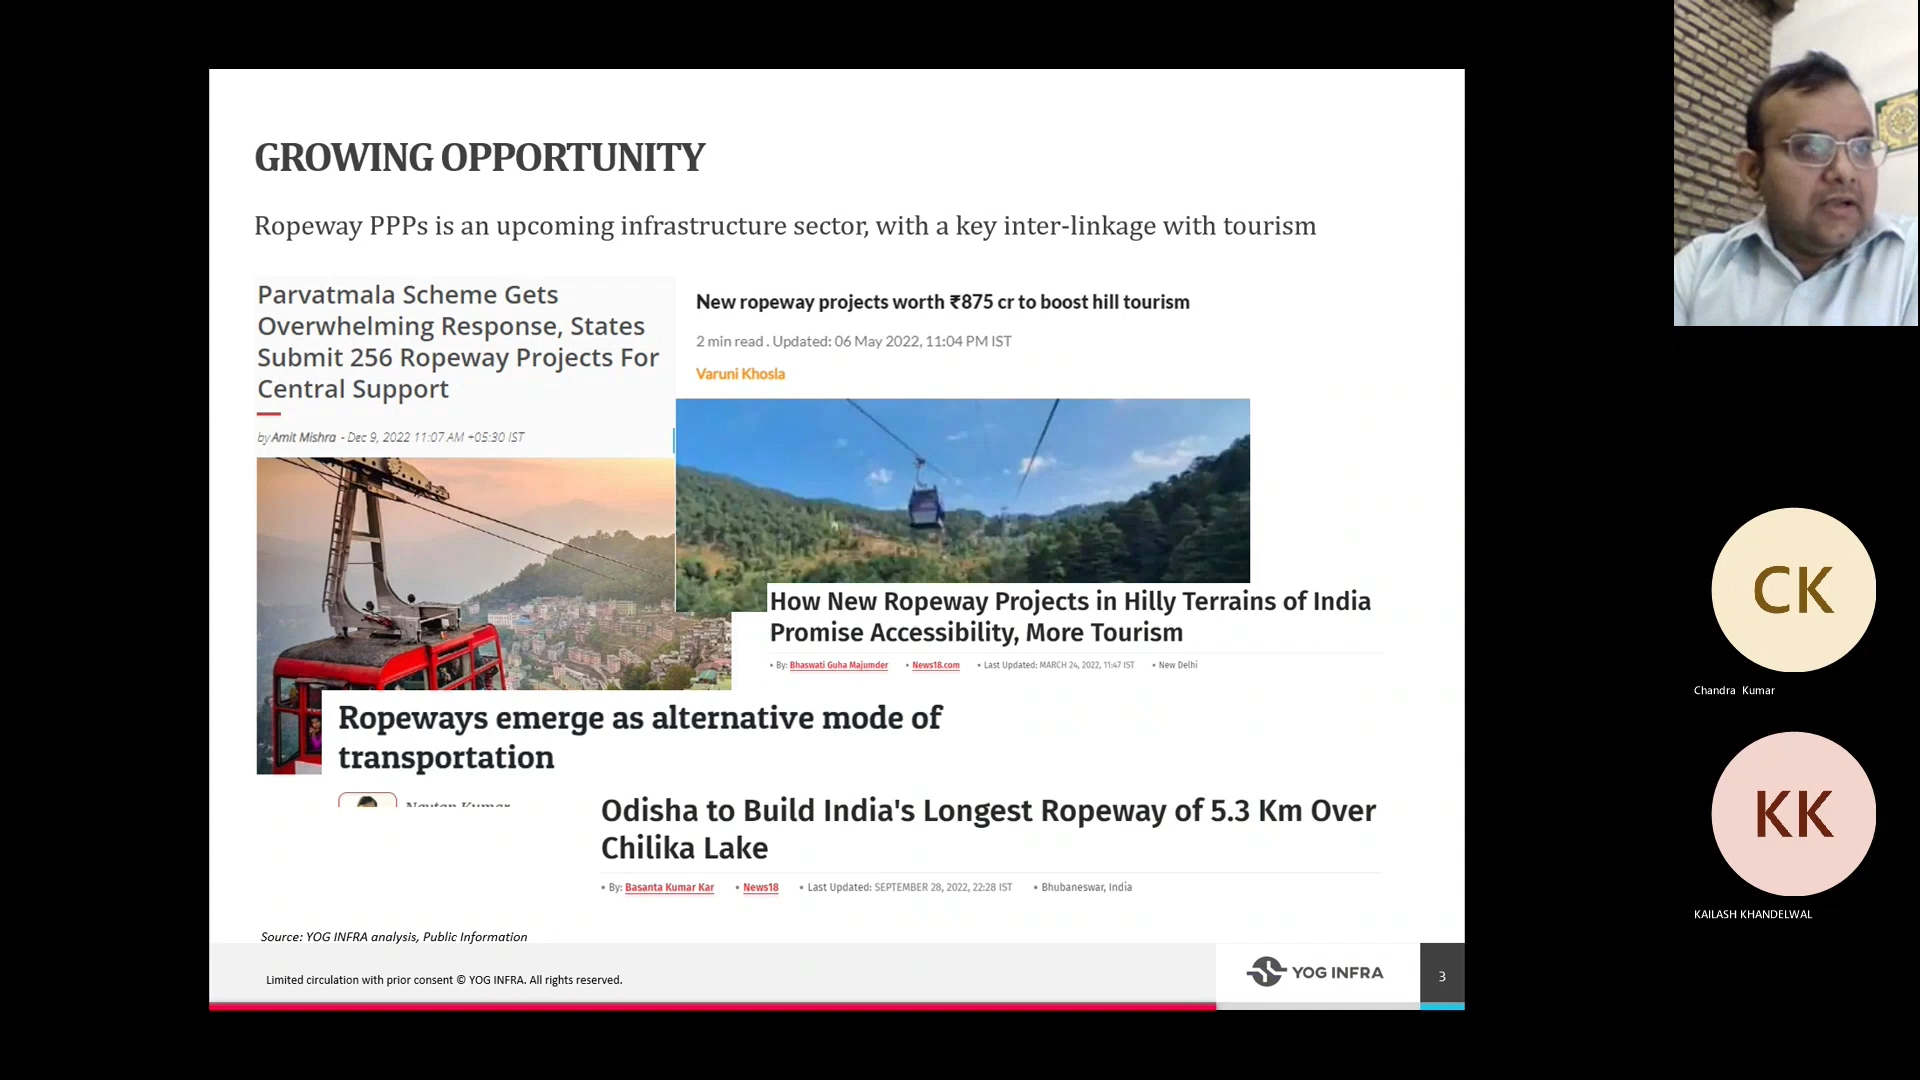 GROWING OPPORTUNITY
Ropeway PPPs is an upcoming infrastructure sector, with a key inter-linkage with tourism
Parvatmala Scheme Gets
Overwhelming Response, States
Submit 256 Ropeway Projects For
Central Support
by Amit Mishra - Dec 9, 2022 11:07 AM +05:30 IST
New ropeway projects worth ₹875 cr to boost hill tourism
2 min read . Updated: 06 May 2022, 11:04 PM IST
Varuni Khosla
How New Ropeway Projects in Hilly Terrains of India
Promise Accessibility, More Tourism
• By: Bhaswati Guha Majumder • News18.com • Last Updated: MARCH 24, 2022, 11:47 IST • New Delhi
Ropeways emerge as alternative mode of
transportation
Kumar
Odisha to Build India's Longest Ropeway of 5.3 Km Over
Chilika Lake
• By: Basanta Kumar Kar • News18 • Last Updated: SEPTEMBER 28, 2022, 22:28 IST • Bhubaneswar, India
Source: YOG INFRA analysis, Public Information
Limited circulation with prior consent © YOG INFRA. All rights reserved.
YOG INFRA
3
CK
Chandra Kumar
KK
KAILASH KHANDELWAL